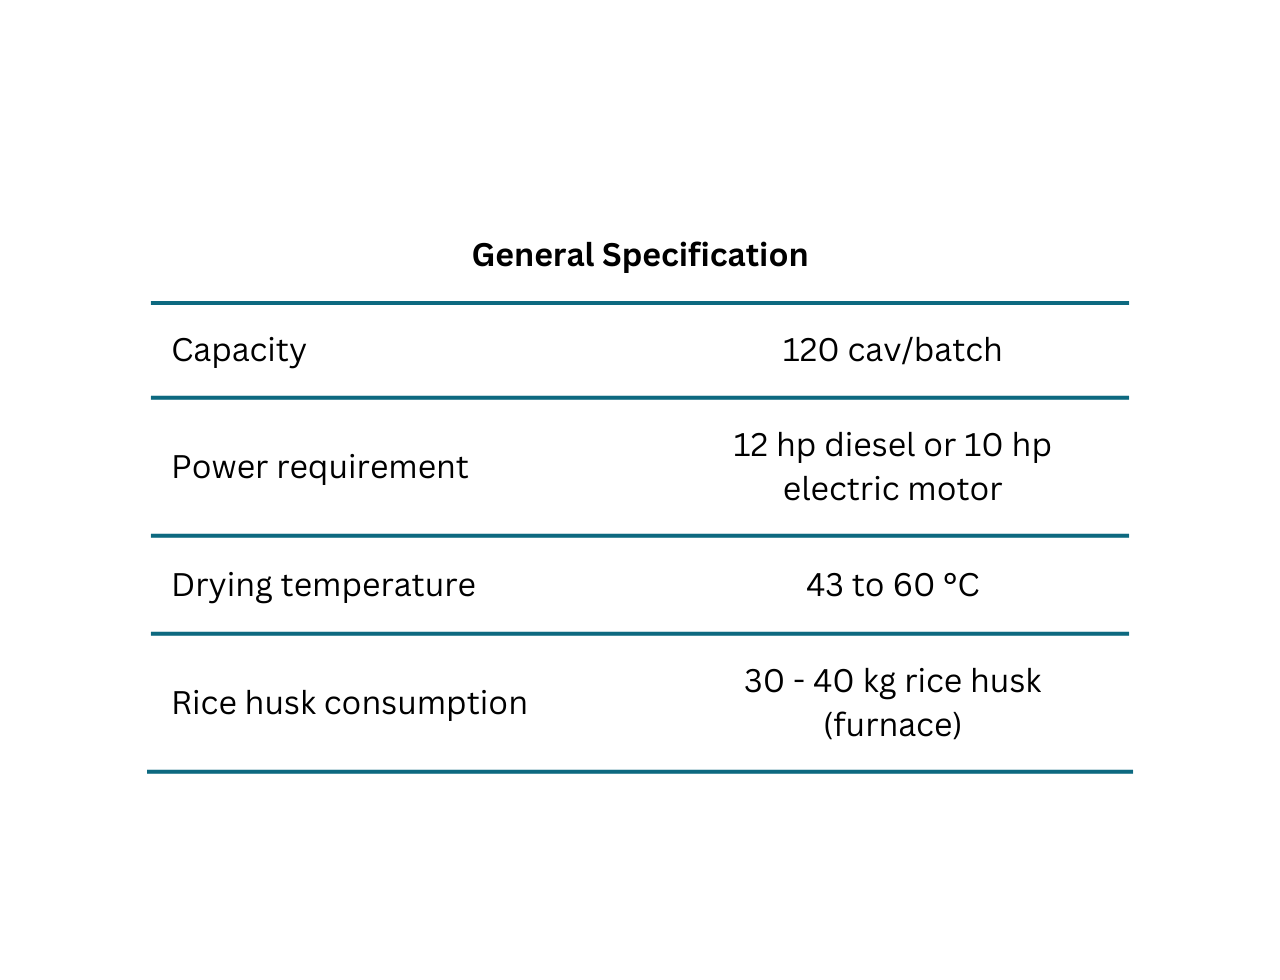 General Specification
Capacity
120 cav/batch
Power requirement
12 hp diesel or 10 hp
electric motor
Drying temperature
43 to 60 °C
Rice husk consumption
30 - 40 kg rice husk
(furnace)